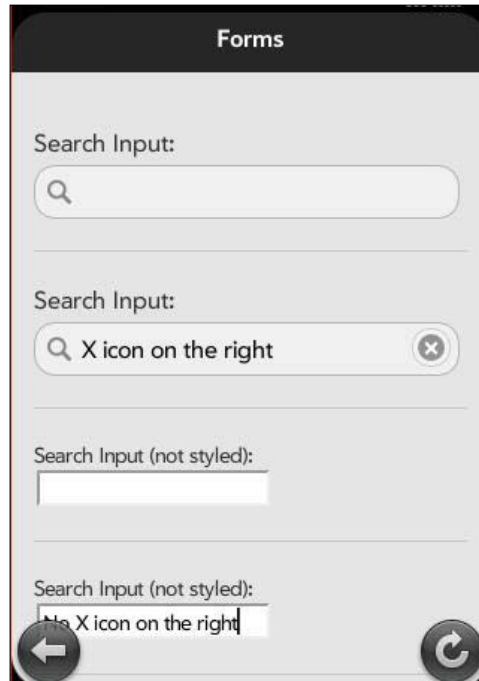 Forms
Search Input:
Search Input:
X icon on the right
Search Input (not styled):
Search Input (not styled):
No X icon on the right